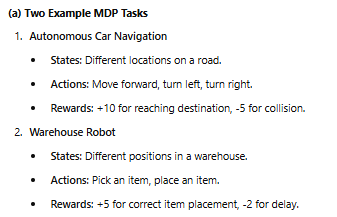 (a) Two Example MDP Tasks
1. Autonomous Car Navigation
• States: Different locations on a road.
• Actions: Move forward, turn left, turn right.
• Rewards: +10 for reaching destination, -5 for collision.
2. Warehouse Robot
• States: Different positions in a warehouse.
• Actions: Pick an item, place an item.
• Rewards: +5 for correct item placement, -2 for delay.